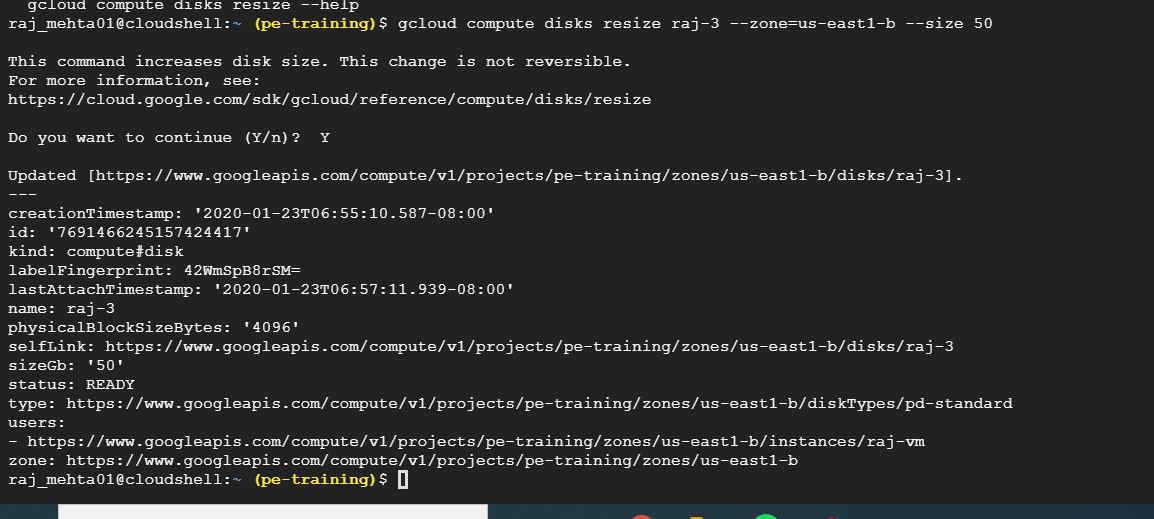 gcloud compute disks resize --help
raj_mehta01@cloudshell:~ (pe-training)$ gcloud compute disks resize raj-3 --zone=us-east1-b --size 50
This command increases disk size. This change is not reversible.
For more information, see:
https://cloud.google.com/sdk/gcloud/reference/compute/disks/resize
Do you want to continue (Y/n)?  Y
Updated [https://www.googleapis.com/compute/v1/projects/pe-training/zones/us-east1-b/disks/raj-3].
---
creationTimestamp: '2020-01-23T06:55:10.587-08:00'
id: '7691466245157424417'
kind: compute#disk
labelFingerprint: 42WmSpB8rSM=
lastAttachTimestamp: '2020-01-23T06:57:11.939-08:00'
name: raj-3
physicalBlockSizeBytes: '4096'
selfLink: https://www.googleapis.com/compute/v1/projects/pe-training/zones/us-east1-b/disks/raj-3
sizeGb: '50'
status: READY
type: https://www.googleapis.com/compute/v1/projects/pe-training/zones/us-east1-b/diskTypes/pd-standard
users:
- https://www.googleapis.com/compute/v1/projects/pe-training/zones/us-east1-b/instances/raj-vm
zone: https://www.googleapis.com/compute/v1/projects/pe-training/zones/us-east1-b
raj_mehta01@cloudshell:~ (pe-training)$